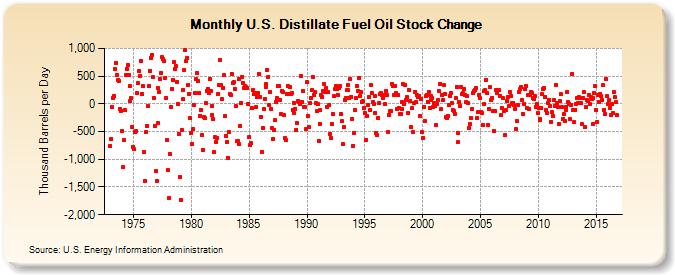 Monthly U.S. Distillate Fuel Oil Stock Change
Thousand Barrels per Day
1,000
500
0
-500
-1,000
-1,500
-2,000
1975 1980 1985 1990 1995 2000 2005 2010 2015
Source: U.S. Energy Information Administration